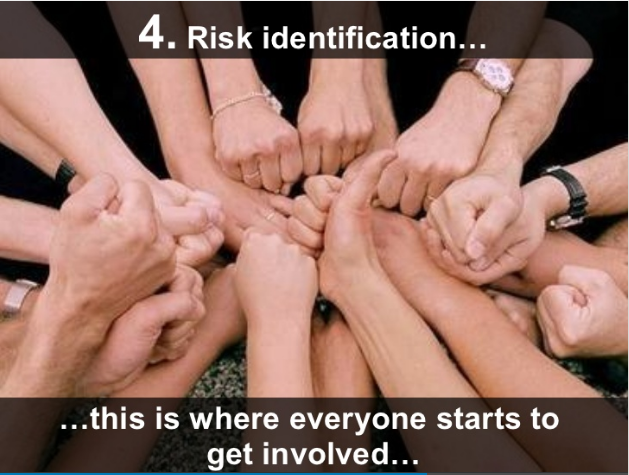 4. Risk identification…
…this is where everyone starts to
get involved…